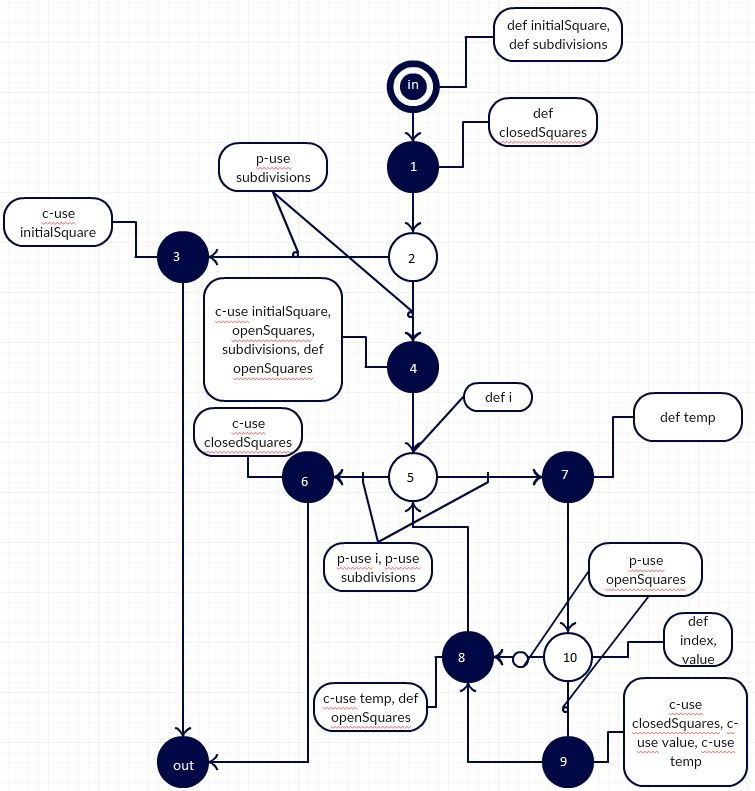 def initialSquare,
def subdivisions
in
def
closedSquares
1
p-use
subdivisions
c-use
initialSquare
3
2
c-use initialSquare,
openSquares,
subdivisions, def
openSquares
4
def i
def temp
c-use
closedSquares
6
5
7
p-use i, p-use
subdivisions
p-use
openSquares
def
index,
value
8
10
c-use temp, def
openSquares
c-use
closedSquares, c-
use value, c-use
temp
out
9